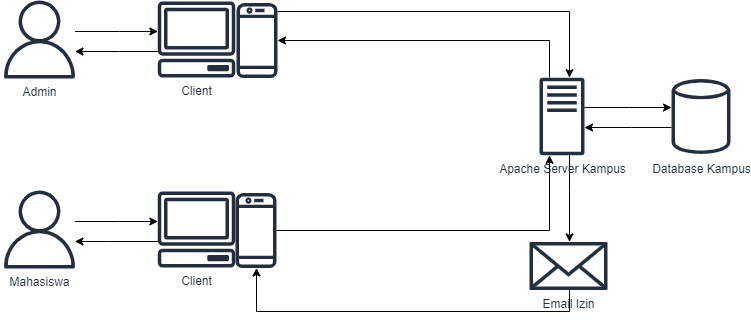 Admin
Client
Apache Server Kampus
Database Kampus
Mahasiswa
Client
Email Izin